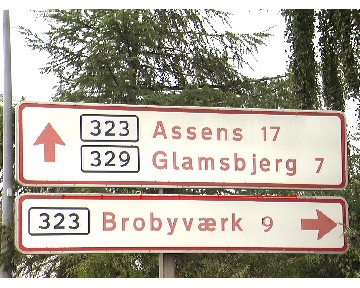 323 Assens 17
329 Glamsbjerg 7
323 Brobyværk 9